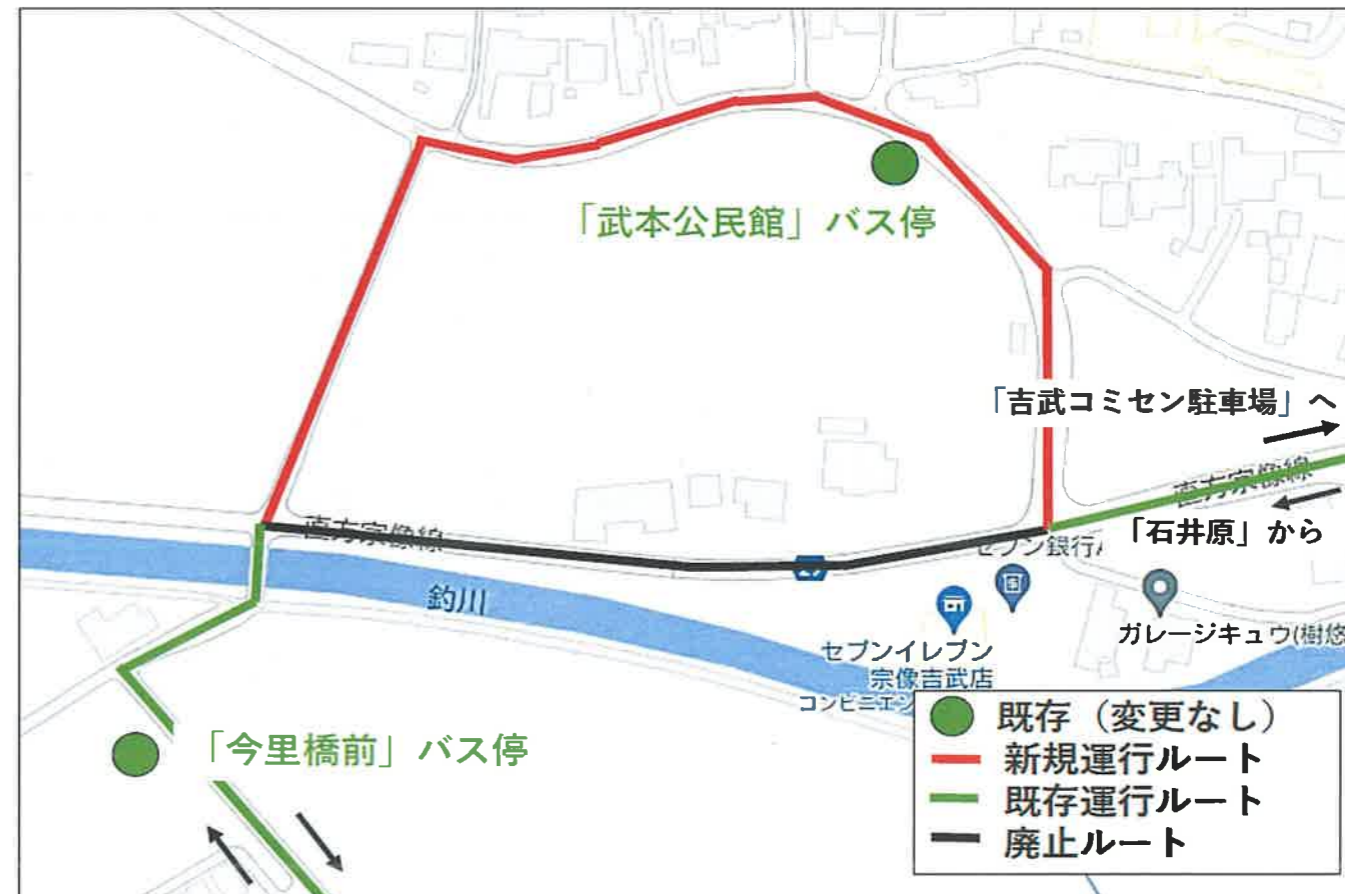 「武本公民館」バス停
「吉武コミセン駐車場」へ
直方宗像線
「石井原」から
直方宗像線
セブン銀行
釣川
ガレージキュウ(樹悠
セブンイレブン
宗像吉武店
コンビニエン
「今里橋前」バス停
既存（変更なし）
新規運行ルート
既存運行ルート
廃止ルート